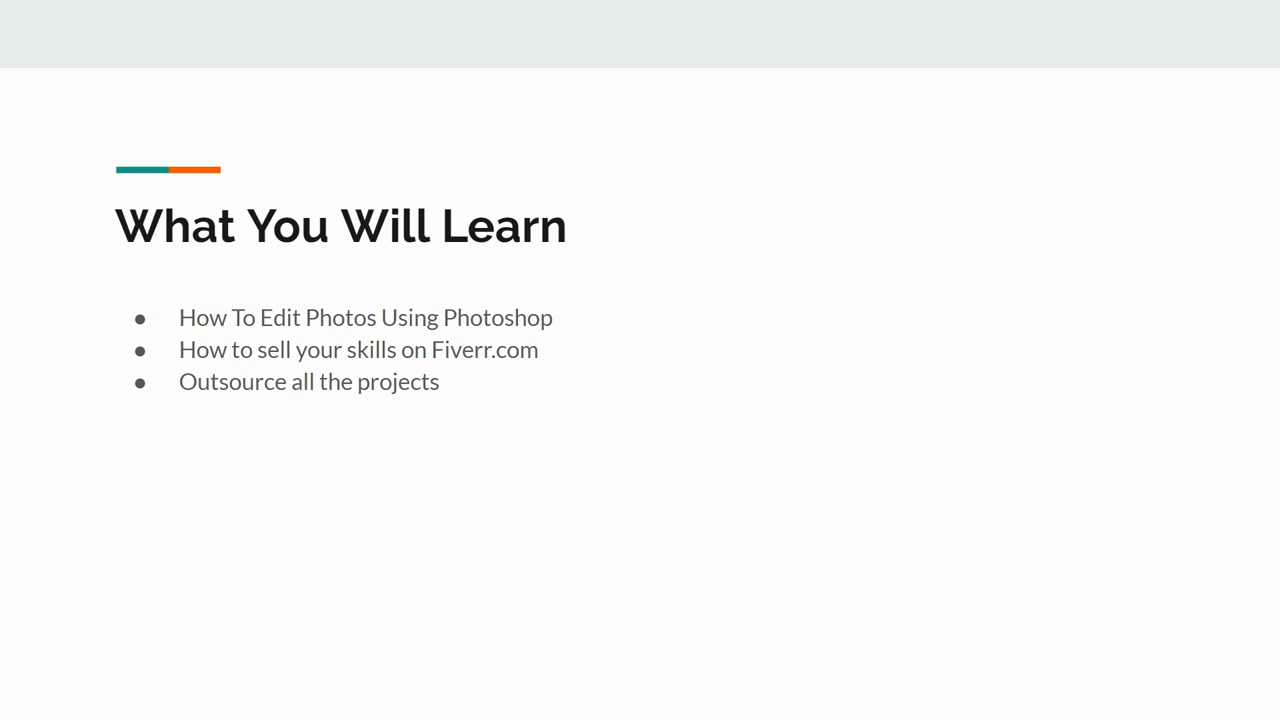 What You Will Learn
● How To Edit Photos Using Photoshop
● How to sell your skills on Fiverr.com
● Outsource all the projects